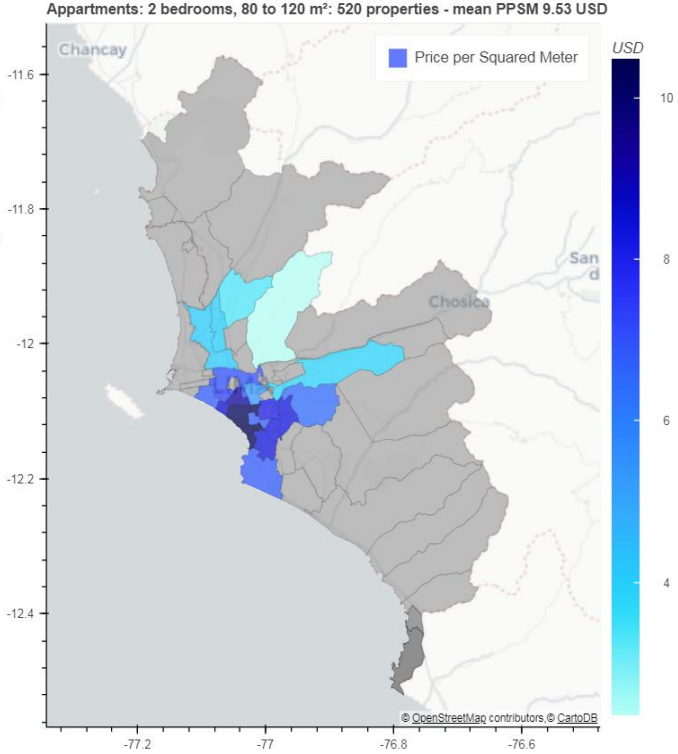 Appartments: 2 bedrooms, 80 to 120 m²: 520 properties - mean PPSM 9.53 USD
Chancay
Price per Squared Meter
USD
-11.6
10
-11.8
San
d
8
Chosica
-12
6
-12.2
4
-12.4
© OpenStreetMap contributors,© CartoDB
-77.2
-77
-76.8
-76.6